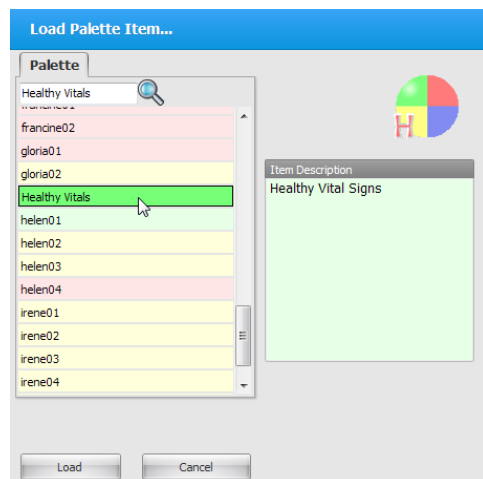 Load Palette Item...
Palette
Healthy Vitals
francine02
gloria01
gloria02
Healthy Vitals
helen01
helen02
helen03
helen04
irene01
irene02
irene03
irene04
H
Item Description
Healthy Vital Signs
Load
Cancel